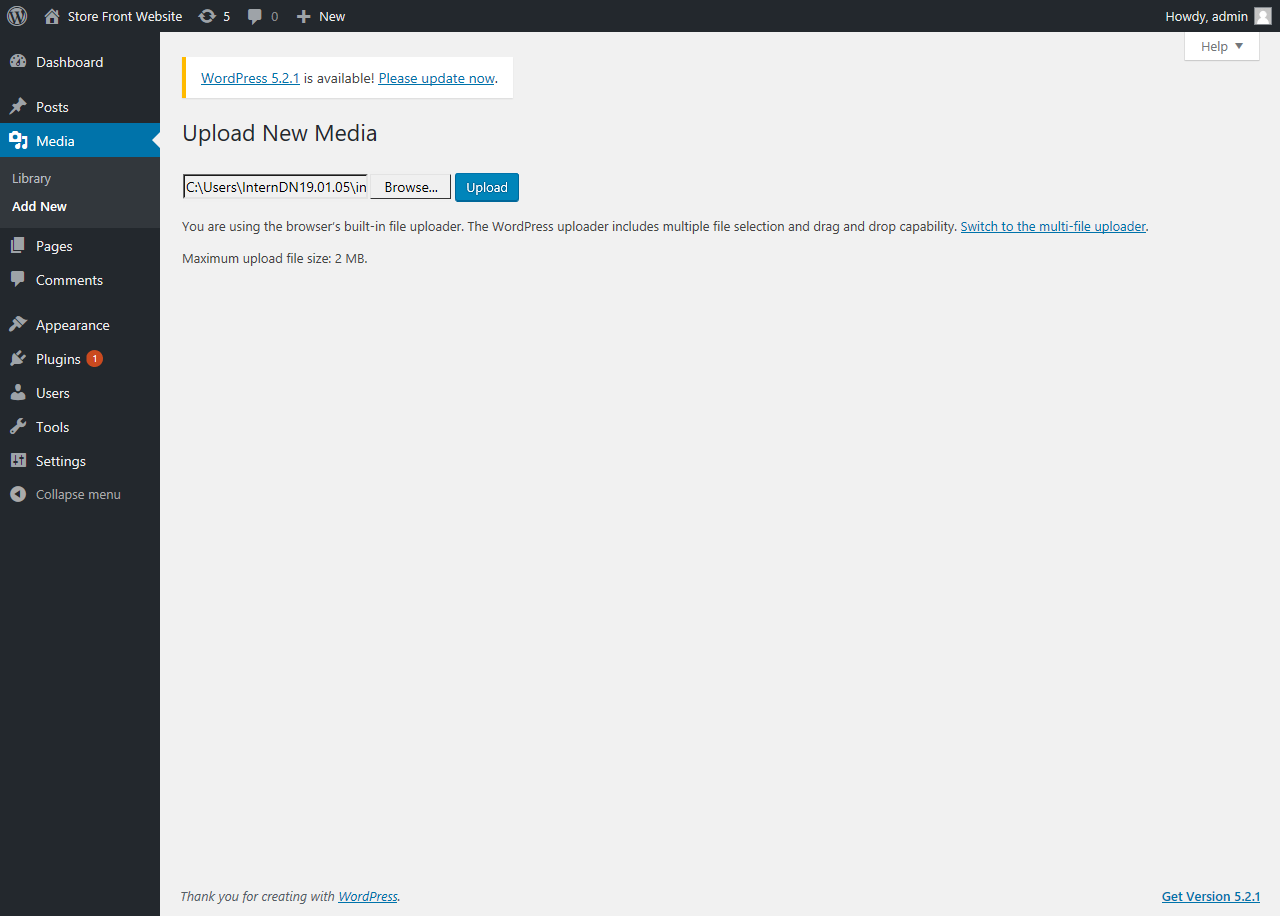 Store Front Website 5 0 New Howdy, admin
Help
Dashboard
Posts
Media
Library
Add New
Pages
Comments
Appearance
Plugins 1
Users
Tools
Settings
Collapse menu
WordPress 5.2.1 is available! Please update now.
Upload New Media
C:\Users\InternDN19.01.05\in Browse... Upload
You are using the browser's built-in file uploader. The WordPress uploader includes multiple file selection and drag and drop capability. Switch to the multi-file uploader.
Maximum upload file size: 2 MB.
Thank you for creating with WordPress. Get Version 5.2.1